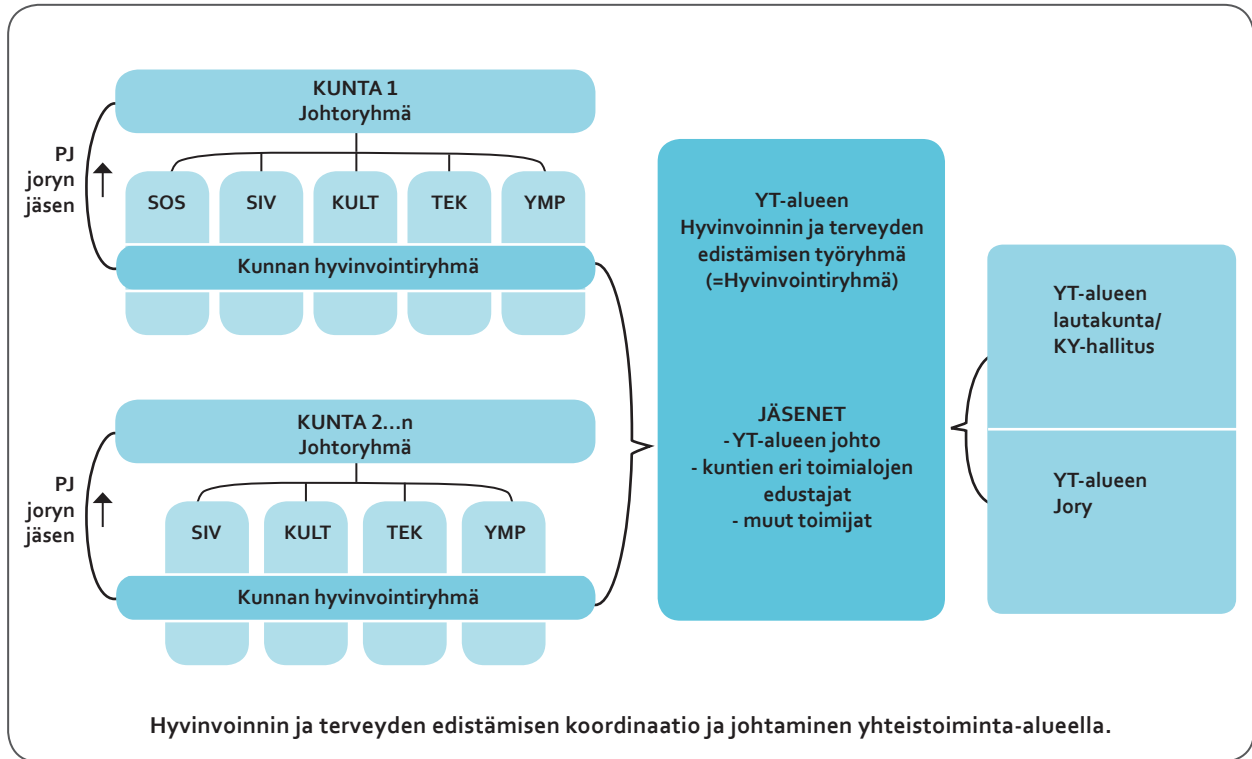 KUNTA 1
Johtoryhmä
PJ
joryn
jäsen
SOS
SIV
KULT
TEK
YMP
Kunnan hyvinvointiryhmä
KUNTA 2...n
Johtoryhmä
PJ
joryn
jäsen
SIV
KULT
TEK
YMP
Kunnan hyvinvointiryhmä
YT-alueen
Hyvinvoinnin ja terveyden
edistämisen työryhmä
(=Hyvinvointiryhmä)
JÄSENET
- YT-alueen johto
- kuntien eri toimialojen
edustajat
- muut toimijat
YT-alueen
lautakunta/
KY-hallitus
YT-alueen
Jory
Hyvinvoinnin ja terveyden edistämisen koordinaatio ja johtaminen yhteistoiminta-alueella.